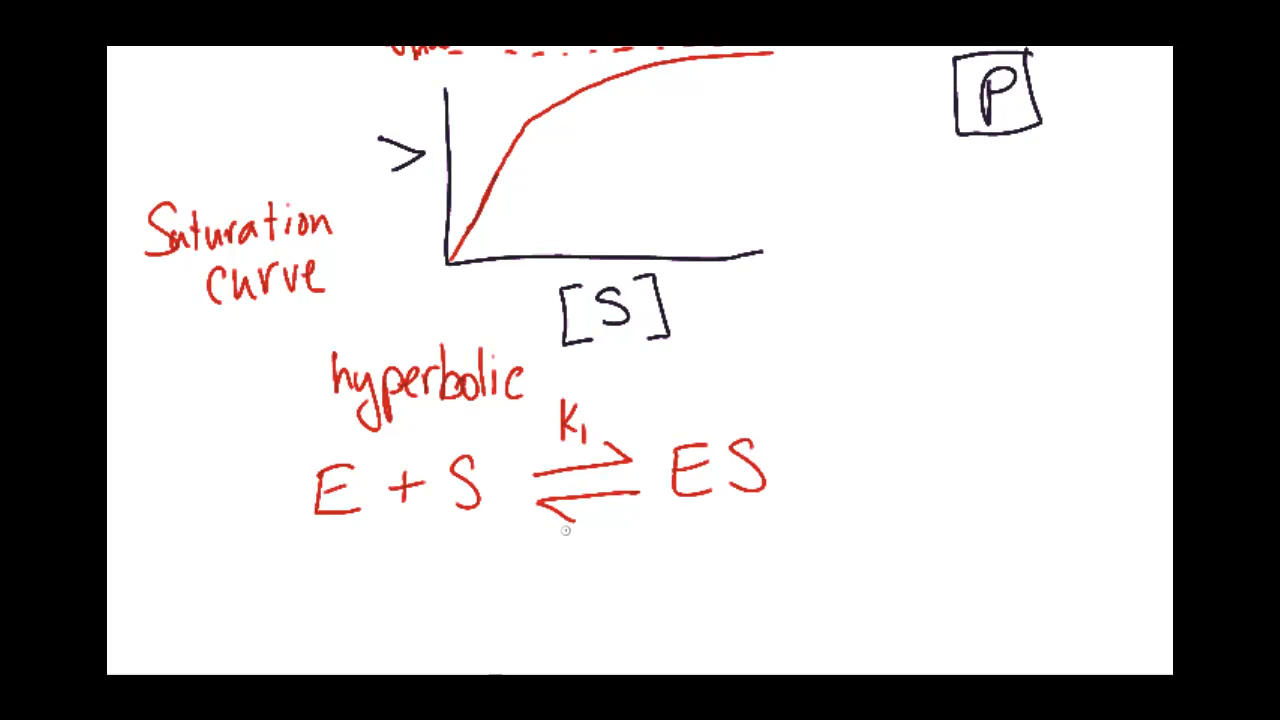 P
V
Saturation
curve
[S]
hyperbolic
K₁
E + S ⇌ ES